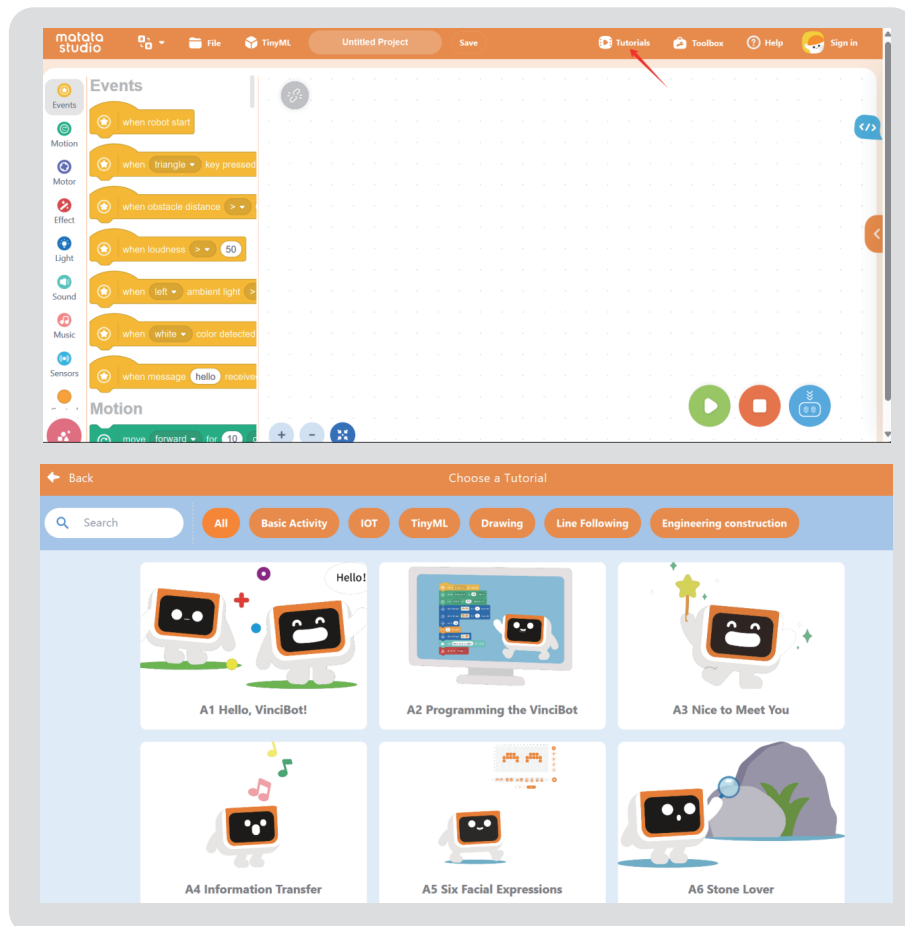 matata
studio
File
TinyML
Untitled Project
Save
Tutorials
Toolbox
Help
Sign in
Events
Motion
Motor
Effect
Light
Sound
Music
Sensors
Events
when robot start
when triangle key pressed
when obstacle distance >
when loudness > 50
when left ambient light >
when white color detected
when message hello receive
Motion
move forward for 10
</>
Back
Choose a Tutorial
Search
All
Basic Activity
IOT
TinyML
Drawing
Line Following
Engineering construction
Hello!
A1 Hello, VinciBot!
A2 Programming the VinciBot
A3 Nice to Meet You
A4 Information Transfer
A5 Six Facial Expressions
A6 Stone Lover